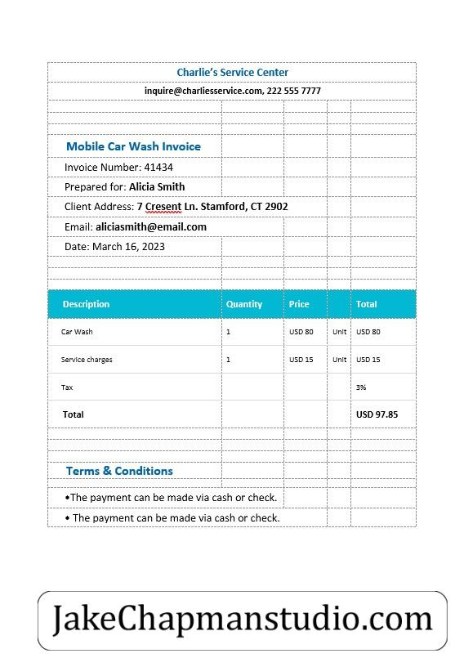 Charlie's Service Center
inquire@charliesservice.com, 222 555 7777
Mobile Car Wash Invoice
Invoice Number: 41434
Prepared for: Alicia Smith
Client Address: 7 Cresent Ln. Stamford, CT 2902
Email: aliciasmith@email.com
Date: March 16, 2023
Description Quantity Price Total
Car Wash 1 USD 80 Unit USD 80
Service charges 1 USD 15 Unit USD 15
Tax 3%
Total USD 97.85
Terms & Conditions
•The payment can be made via cash or check.
• The payment can be made via cash or check.
JakeChapmanstudio.com